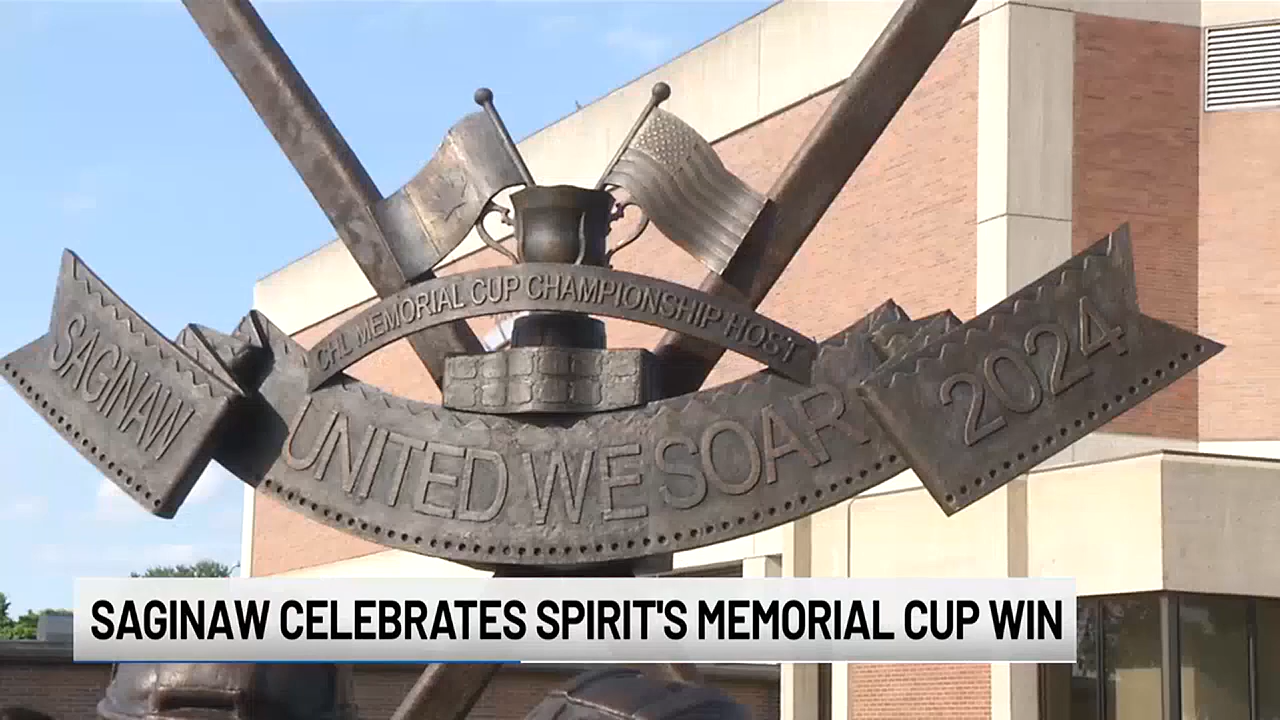 CHL MEMORIAL CUP CHAMPIONSHIP HOST
SAGINAW
UNITED WE SOAR
2024
SAGINAW CELEBRATES SPIRIT'S MEMORIAL CUP WIN